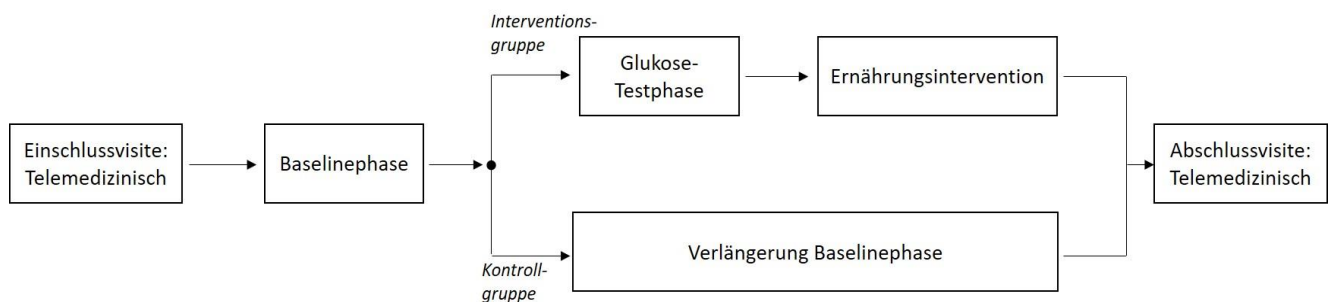 Einschlussvisite:
Telemedizinisch
Baselinephase
Interventions-
gruppe
Glukose-
Testphase
Ernährungsintervention
Kontroll-
gruppe
Verlängerung Baselinephase
Abschlussvisite:
Telemedizinisch